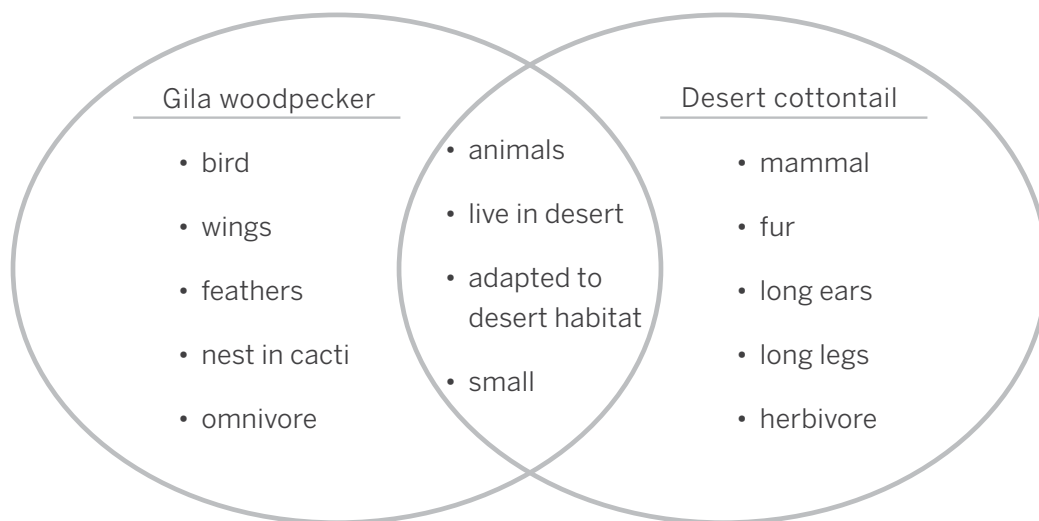 Gila woodpecker
• bird
• wings
• feathers
• nest in cacti
• omnivore
• animals
• live in desert
• adapted to
desert habitat
• small
Desert cottontail
• mammal
• fur
• long ears
• long legs
• herbivore